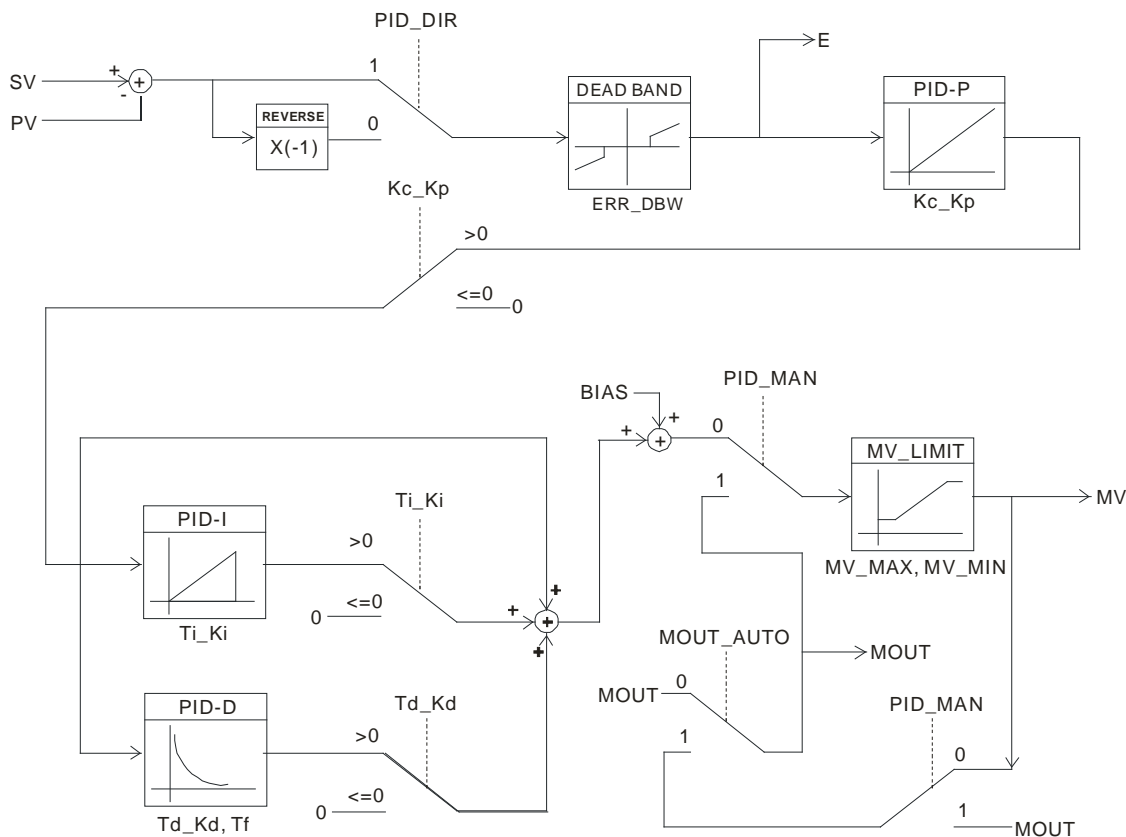 PID_DIR
E
SV
+
+
-
PV
1
REVERSE
X(-1)
0
DEAD BAND
ERR_DBW
PID-P
Kc_Kp
Kc_Kp
>0
<=0
0
BIAS
+
+
+
PID_MAN
0
1
MV_LIMIT
MV
MV_MAX, MV_MIN
PID-I
Ti_Ki
Ti_Ki
>0
0
<=0
+
+
+
+
MOUT_AUTO
MOUT
0
1
MOUT
PID-D
Td_Kd, Tf
Td_Kd
>0
0
<=0
PID_MAN
0
1
MOUT